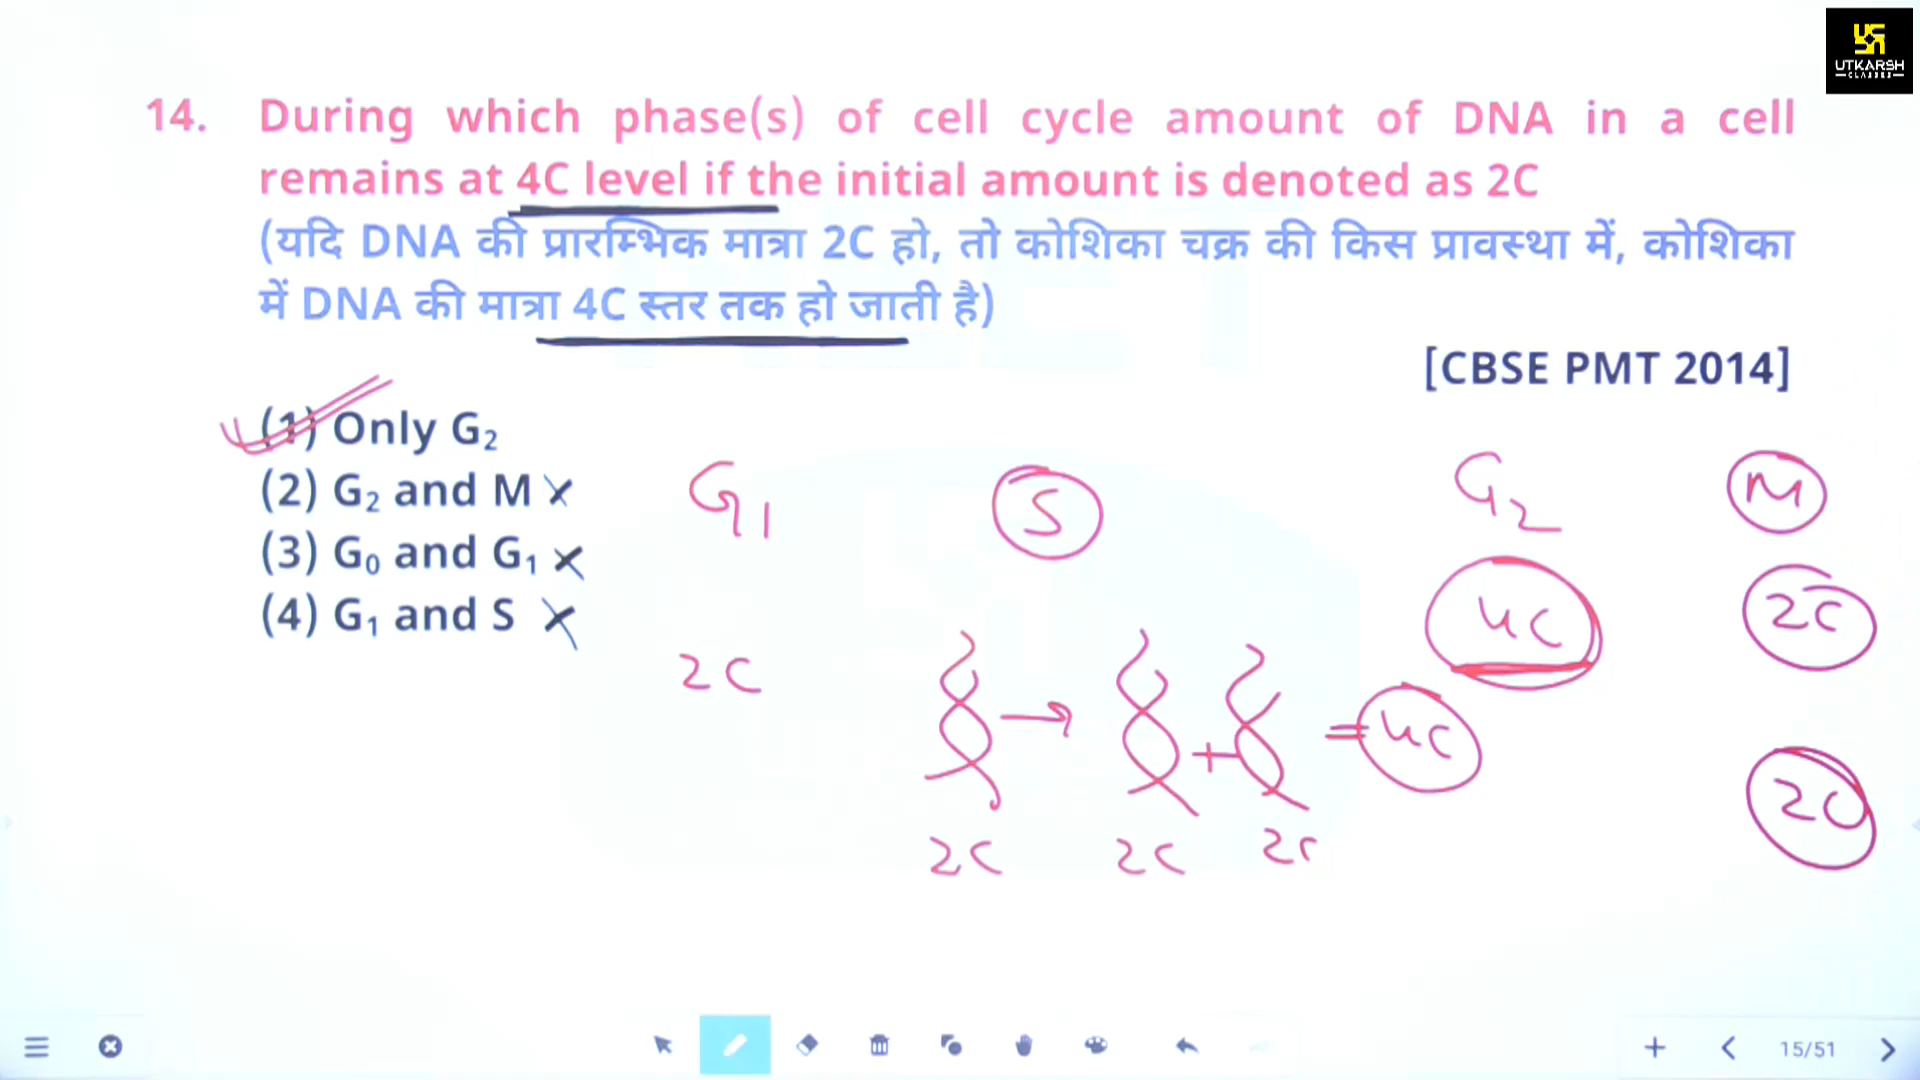 UTKARSH
CLASSES
14. During which phase(s) of cell cycle amount of DNA in a cell
remains at 4C level if the initial amount is denoted as 2C
(यदि DNA की प्रारम्भिक मात्रा 2C हो, तो कोशिका चक्र की किस प्रावस्था में, कोशिका
में DNA की मात्रा 4C स्तर तक हो जाती है)
[CBSE PMT 2014]
(1) Only G₂
(2) G₂ and M
(3) G₀ and G₁
(4) G₁ and S
G₁ S G₂ M
4C 2C
2C
→ + = 4C
2C
2C 2C 2C
15/51